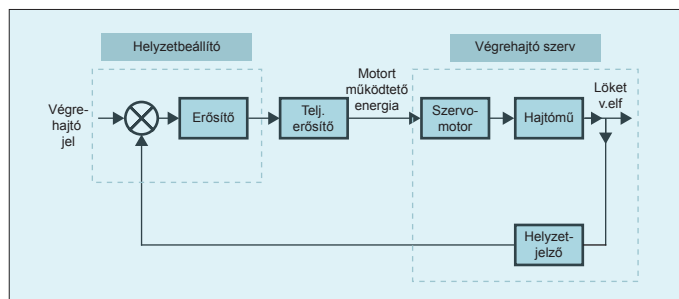 Helyzetbeállító
Végrehajtó szerv
Végre-
hajtó
jel
Erősítő
Telj.
erősítő
Motort
működtető
energia
Szervo-
motor
Hajtómű
Löket
v.elf
Helyzet-
jelző